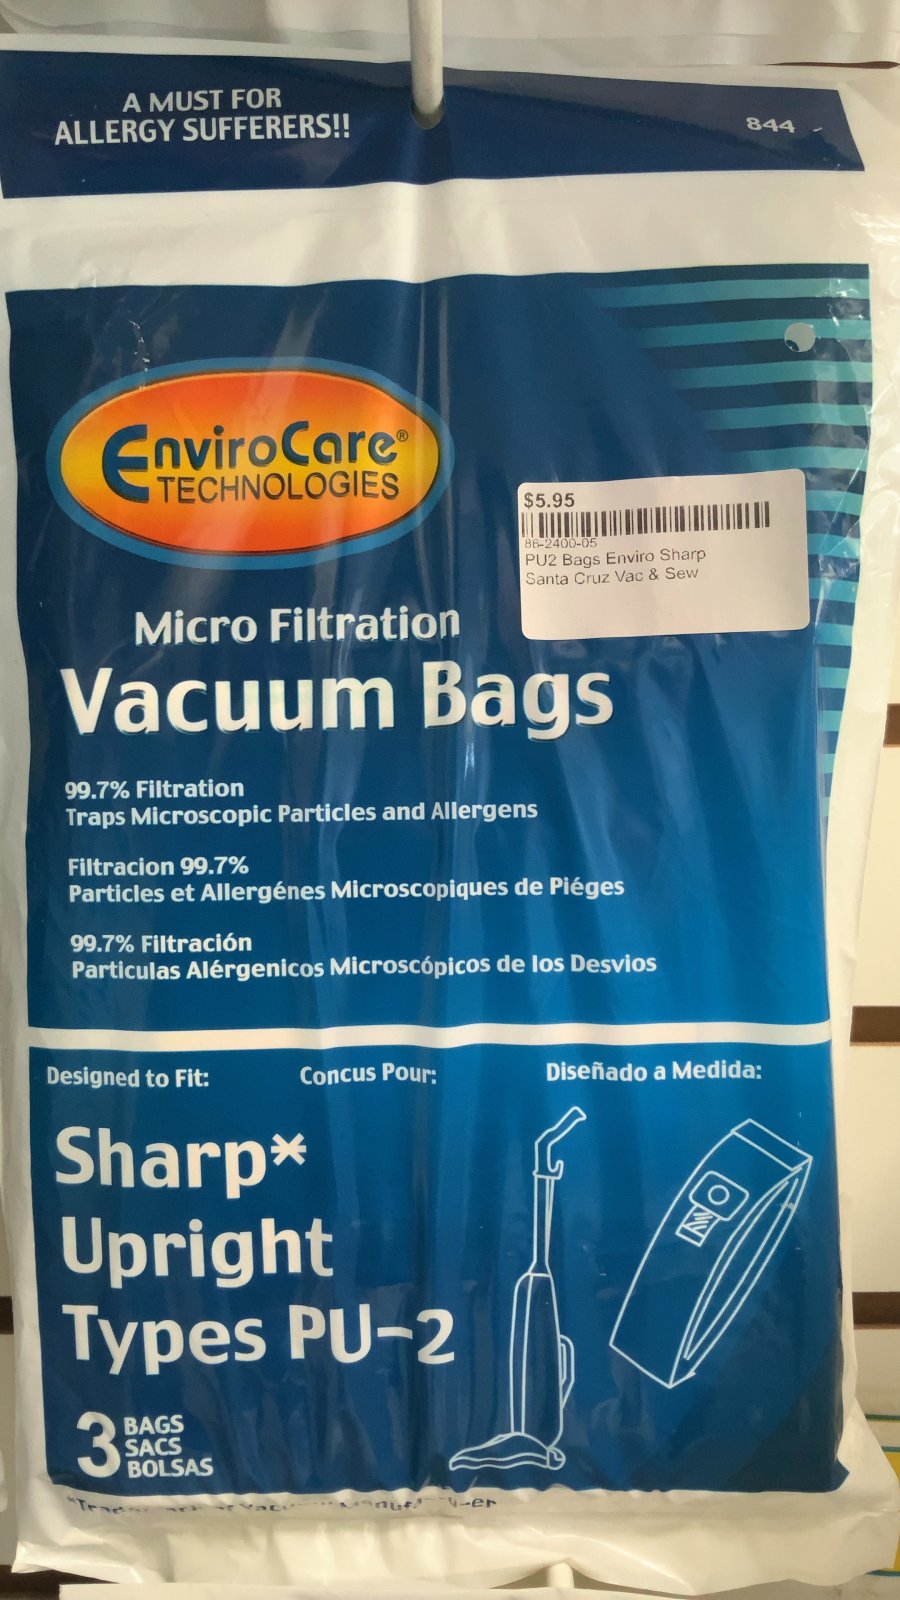 A MUST FOR
ALLERGY SUFFERERS!!
844
EnviroCare®
TECHNOLOGIES
$5.95
86-2400-05
PU2 Bags Enviro Sharp
Santa Cruz Vac & Sew
Micro Filtration
Vacuum Bags
99.7% Filtration
Traps Microscopic Particles and Allergens
Filtracion 99.7%
Particles et Allergénes Microscopiques de Piéges
99.7% Filtración
Particulas Alérgenicos Microscópicos de los Desvios
Designed to Fit:
Concus Pour:
Diseñado a Medida:
Sharp*
Upright
Types PU-2
3 BAGS
SACS
BOLSAS